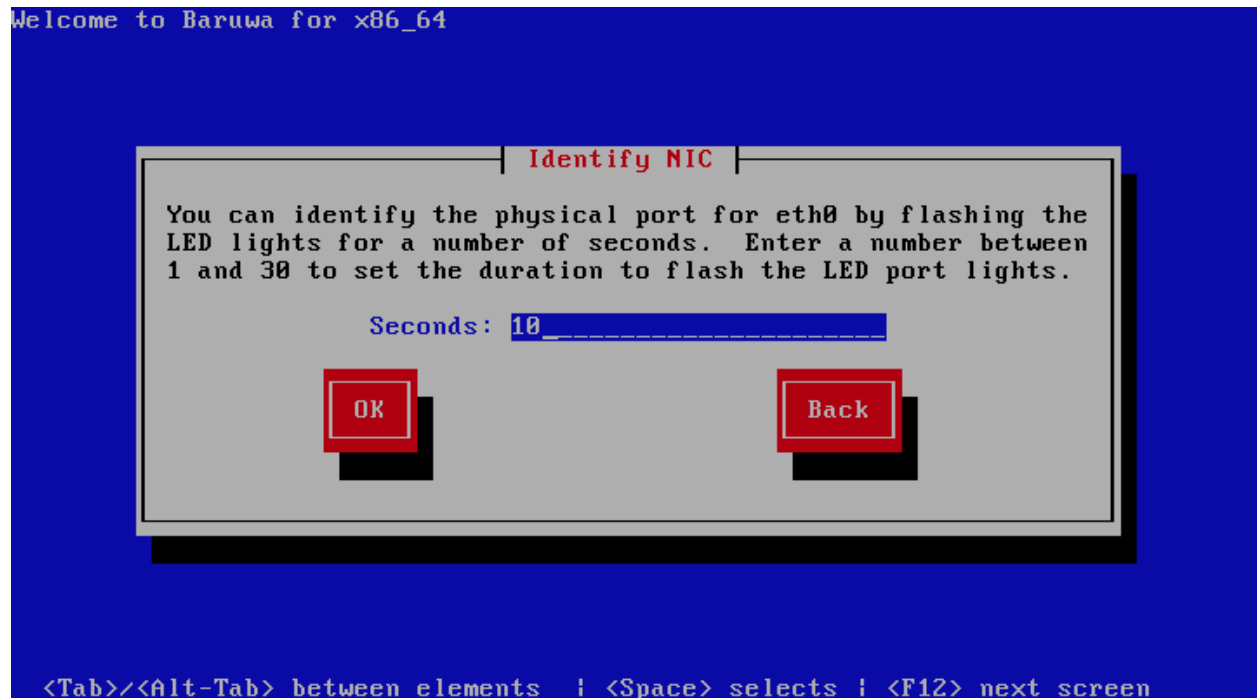 Welcome to Baruwa for x86_64
Identify NIC
You can identify the physical port for eth0 by flashing the
LED lights for a number of seconds.  Enter a number between
1 and 30 to set the duration to flash the LED port lights.
Seconds: 10_____________________
OK Back
<Tab>/<Alt-Tab> between elements  | <Space> selects | <F12> next screen